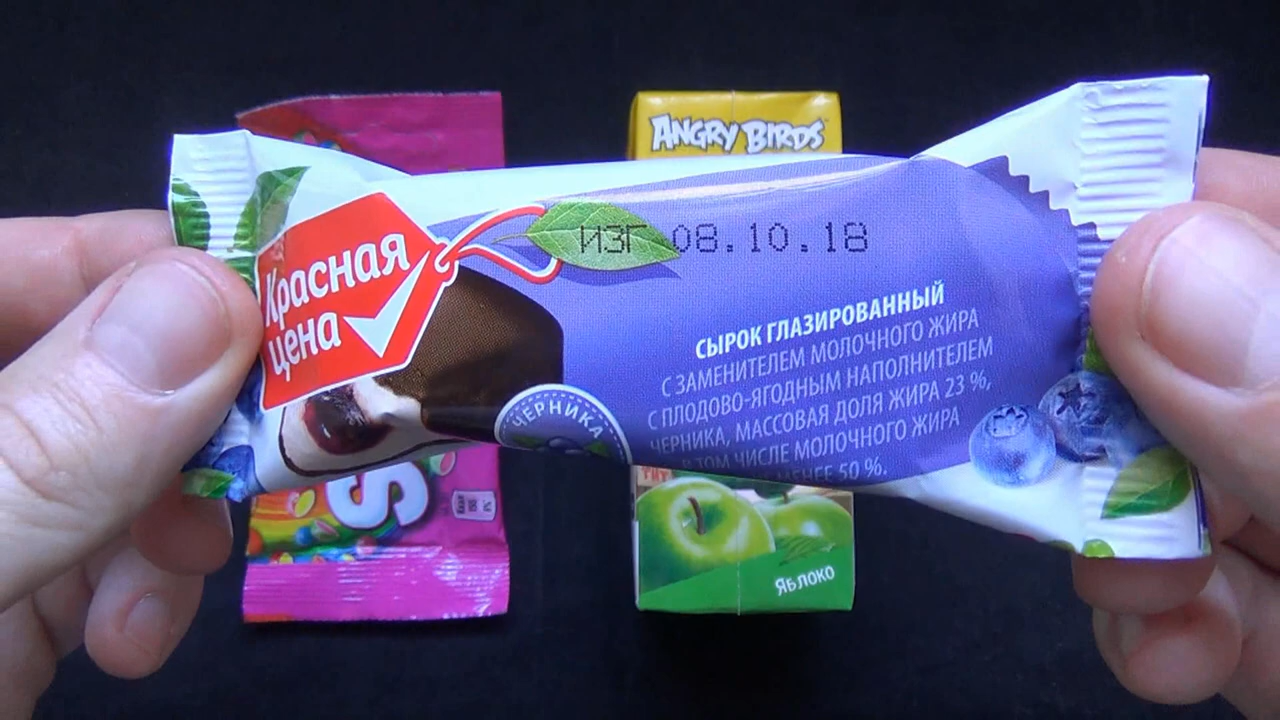 ANGRY BIRDS
Красная
цена
ИЗГ 08.10.18
СЫРОК ГЛАЗИРОВАННЫЙ
С ЗАМЕНИТЕЛЕМ МОЛОЧНОГО ЖИРА
С ПЛОДОВО-ЯГОДНЫМ НАПОЛНИТЕЛЕМ
ЧЕРНИКА, МАССОВАЯ ДОЛЯ ЖИРА 23 %,
В ТОМ ЧИСЛЕ МОЛОЧНОГО ЖИРА
МЕНЕЕ 50 %.
ЧЕРНИКА
S
ЯБЛОКО